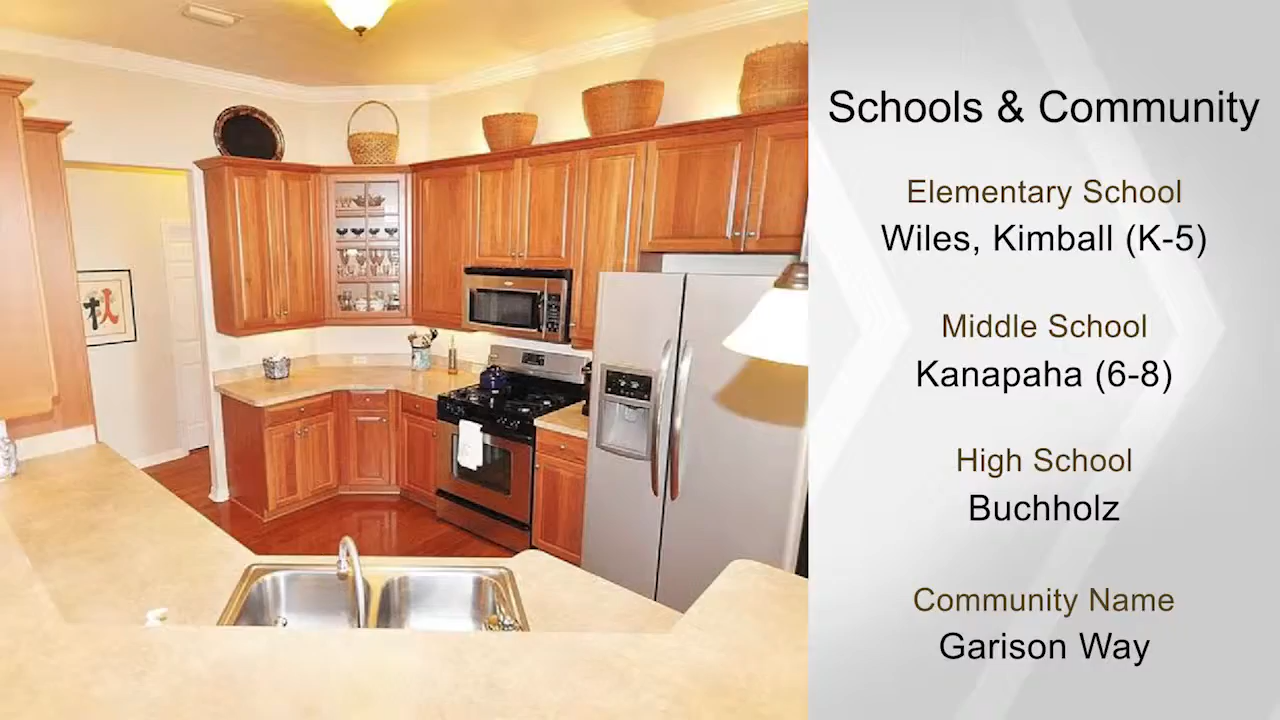 Schools & Community
Elementary School
Wiles, Kimball (K-5)
Middle School
Kanapaha (6-8)
High School
Buchholz
Community Name
Garison Way